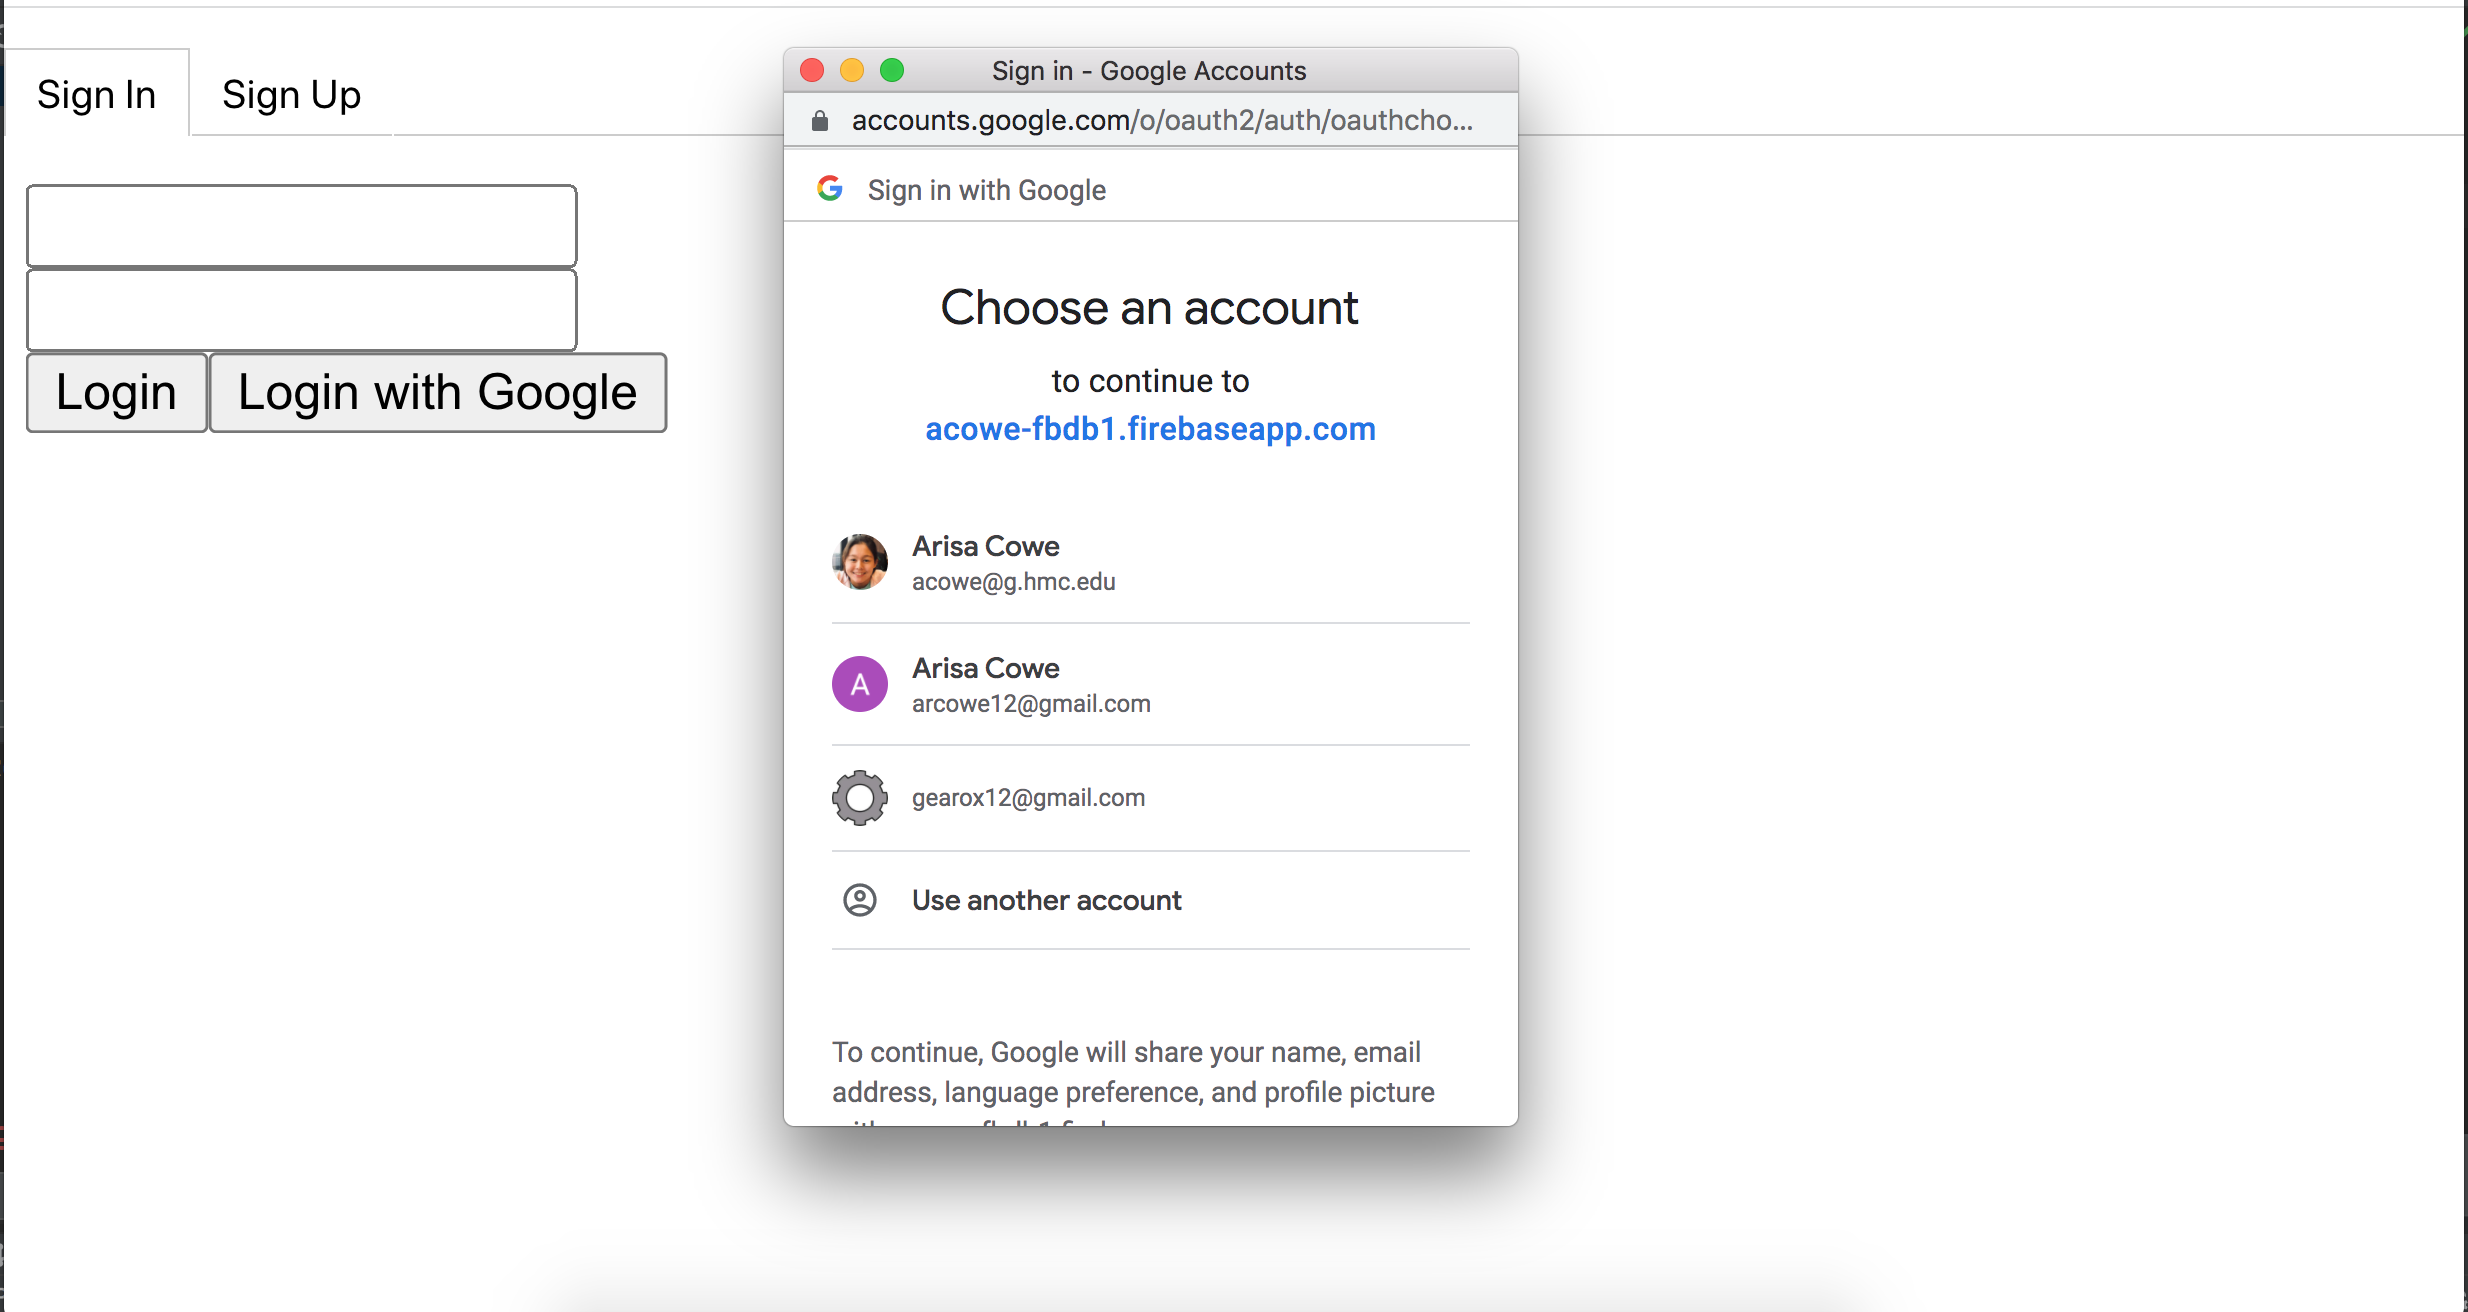 Sign In
Sign Up
Login
Login with Google
Sign in - Google Accounts
accounts.google.com/o/oauth2/auth/oauthcho...
Sign in with Google
Choose an account
to continue to
acowe-fbdb1.firebaseapp.com
Arisa Cowe
acowe@g.hmc.edu
A
Arisa Cowe
arcowe12@gmail.com
gearox12@gmail.com
Use another account
To continue, Google will share your name, email
address, language preference, and profile picture